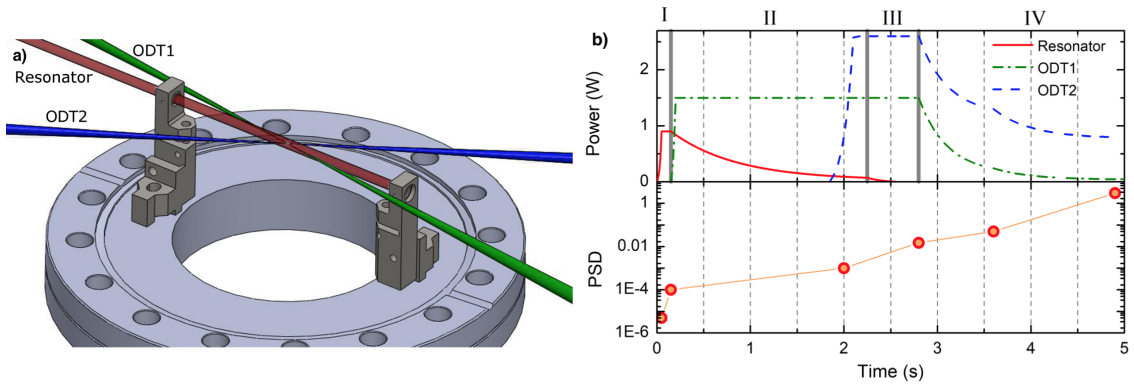 a)
ODT1
Resonator
ODT2
b)
I II III IV
Resonator
ODT1
ODT2
Power (W)
2
1
0
PSD
1
0.01
1E-4
1E-6
0 1 2 3 4 5
Time (s)